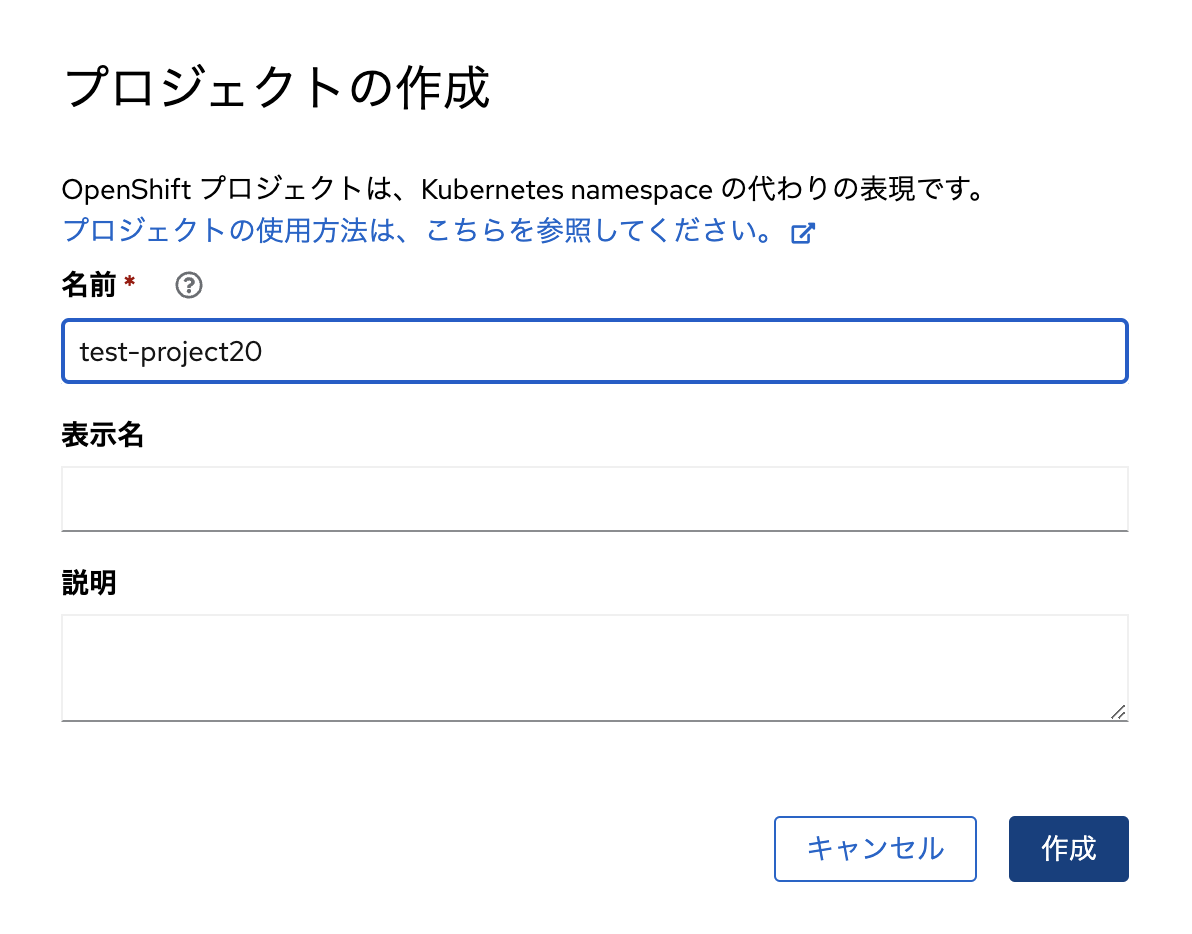 プロジェクトの作成
OpenShift プロジェクトは、Kubernetes namespace の代わりの表現です。
プロジェクトの使用方法は、こちらを参照してください。
名前 *
test-project20
表示名
説明
キャンセル 作成